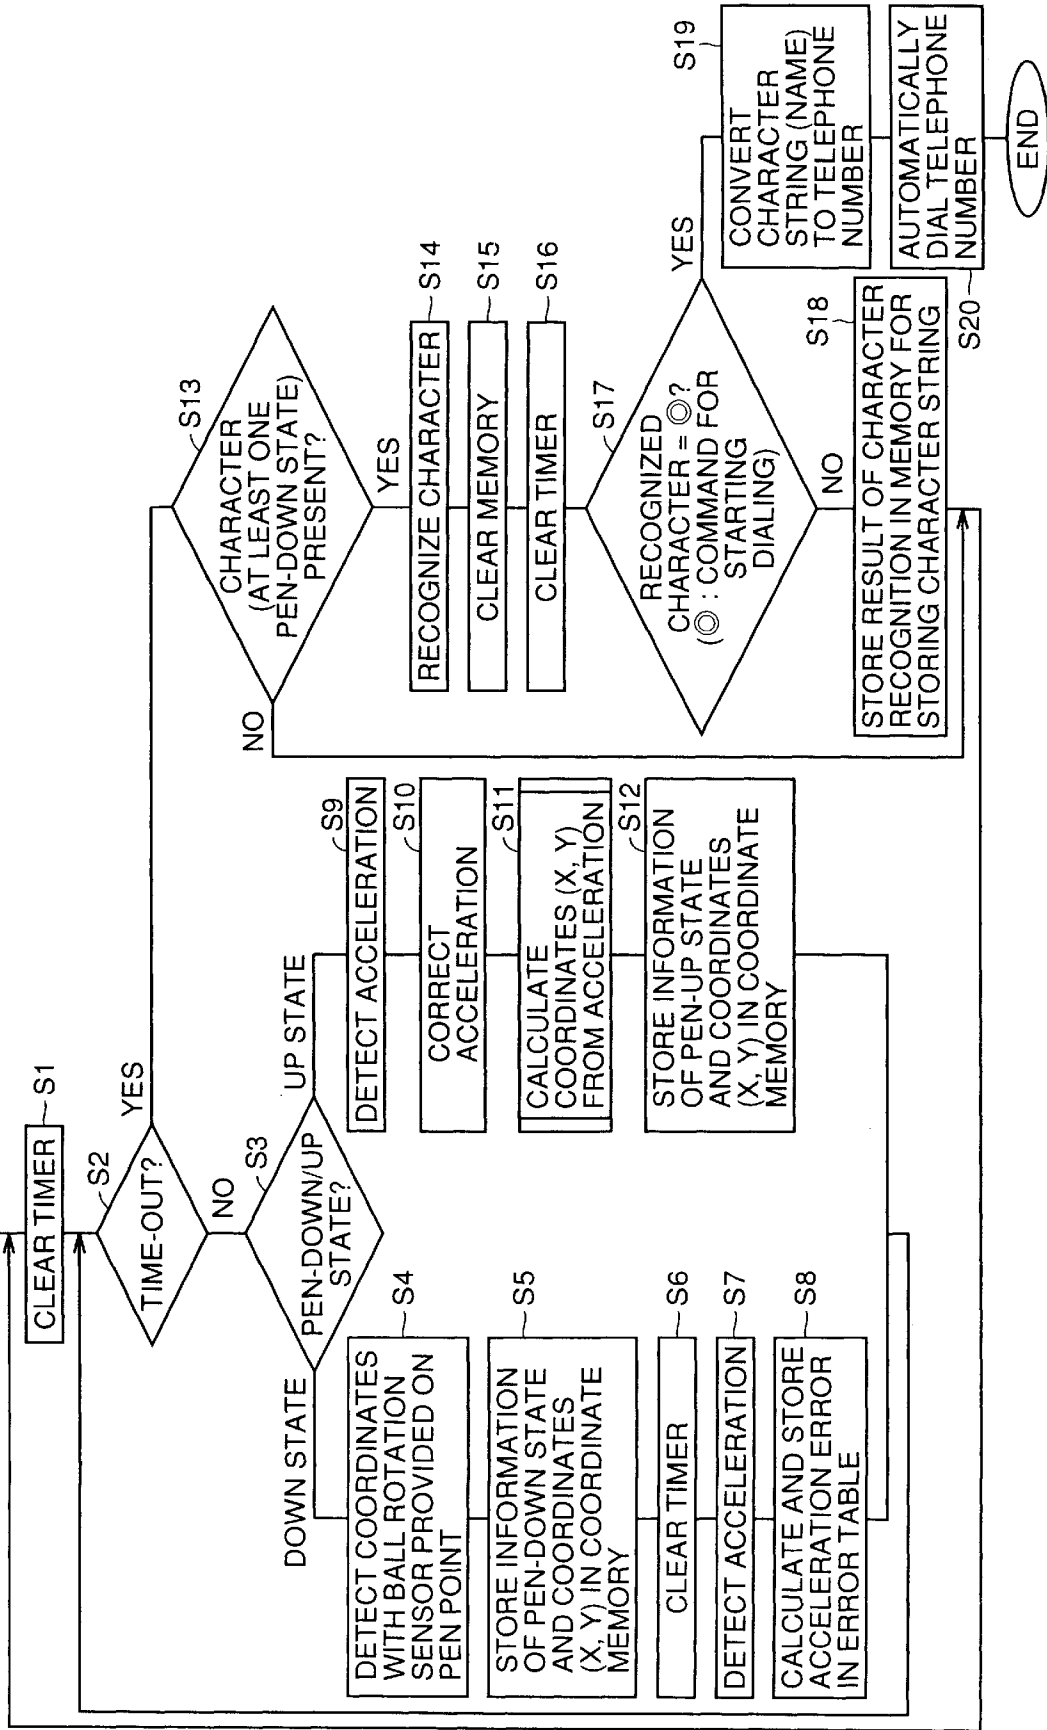 CLEAR TIMER
S1
TIME-OUT?
S2
YES
NO
PEN-DOWN/UP
STATE?
S3
DOWN STATE
UP STATE
DETECT COORDINATES
WITH BALL ROTATION
SENSOR PROVIDED ON
PEN POINT
S4
STORE INFORMATION
OF PEN-DOWN STATE
AND COORDINATES
(X, Y) IN COORDINATE
MEMORY
S5
CLEAR TIMER
S6
DETECT ACCELERATION
S7
CALCULATE AND STORE
ACCELERATION ERROR
IN ERROR TABLE
S8
DETECT ACCELERATION
S9
CORRECT
ACCELERATION
S10
CALCULATE
COORDINATES (X, Y)
FROM ACCELERATION
S11
STORE INFORMATION
OF PEN-UP STATE
AND COORDINATES
(X, Y) IN COORDINATE
MEMORY
S12
CHARACTER
(AT LEAST ONE
PEN-DOWN STATE)
PRESENT?
S13
NO
YES
RECOGNIZE CHARACTER
S14
CLEAR MEMORY
S15
CLEAR TIMER
S16
RECOGNIZED
CHARACTER = ◎?
(◎ : COMMAND FOR
STARTING
DIALING)
S17
YES
NO
STORE RESULT OF CHARACTER
RECOGNITION IN MEMORY FOR
STORING CHARACTER STRING
S18
CONVERT
CHARACTER
STRING (NAME)
TO TELEPHONE
NUMBER
S19
AUTOMATICALLY
DIAL TELEPHONE
NUMBER
S20
END